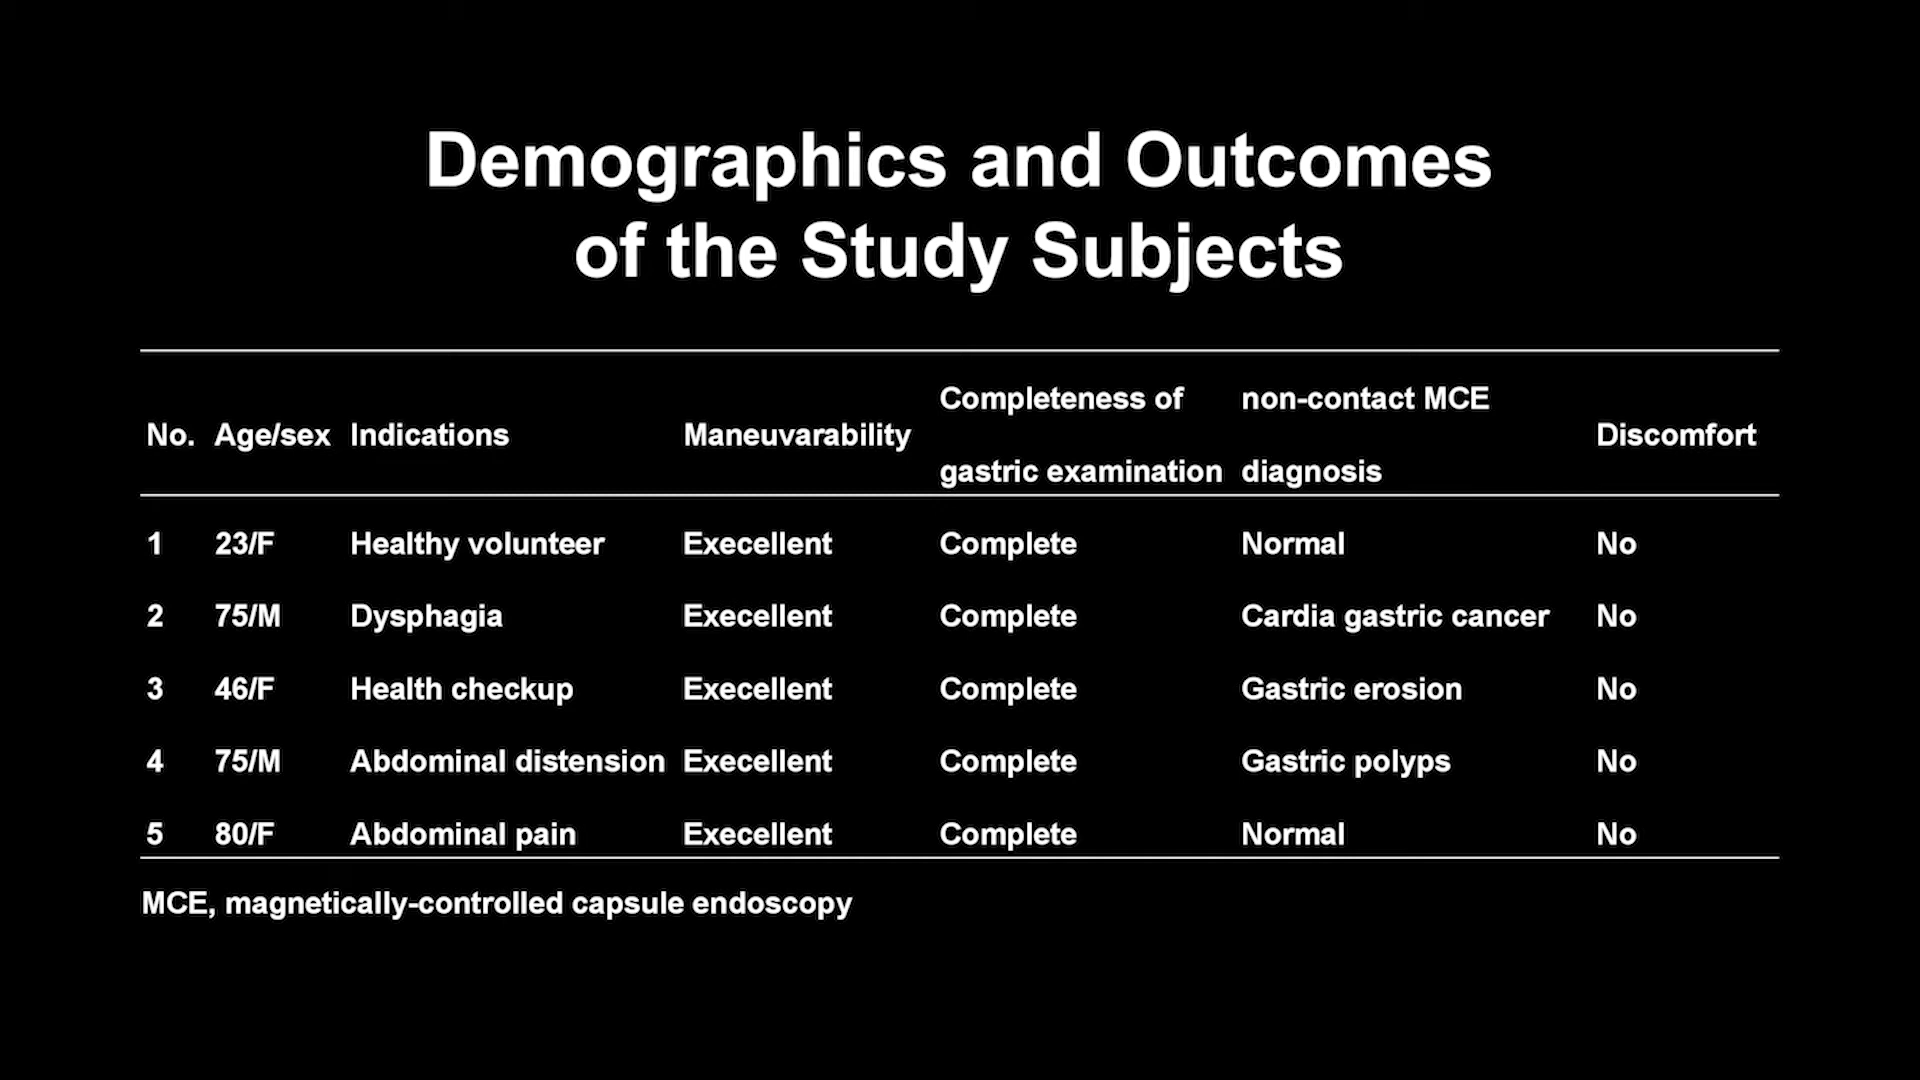 Demographics and Outcomes
of the Study Subjects
No. Age/sex Indications Maneuvarability Completeness of gastric examination non-contact MCE diagnosis Discomfort
1 23/F Healthy volunteer Execellent Complete Normal No
2 75/M Dysphagia Execellent Complete Cardia gastric cancer No
3 46/F Health checkup Execellent Complete Gastric erosion No
4 75/M Abdominal distension Execellent Complete Gastric polyps No
5 80/F Abdominal pain Execellent Complete Normal No
MCE, magnetically-controlled capsule endoscopy